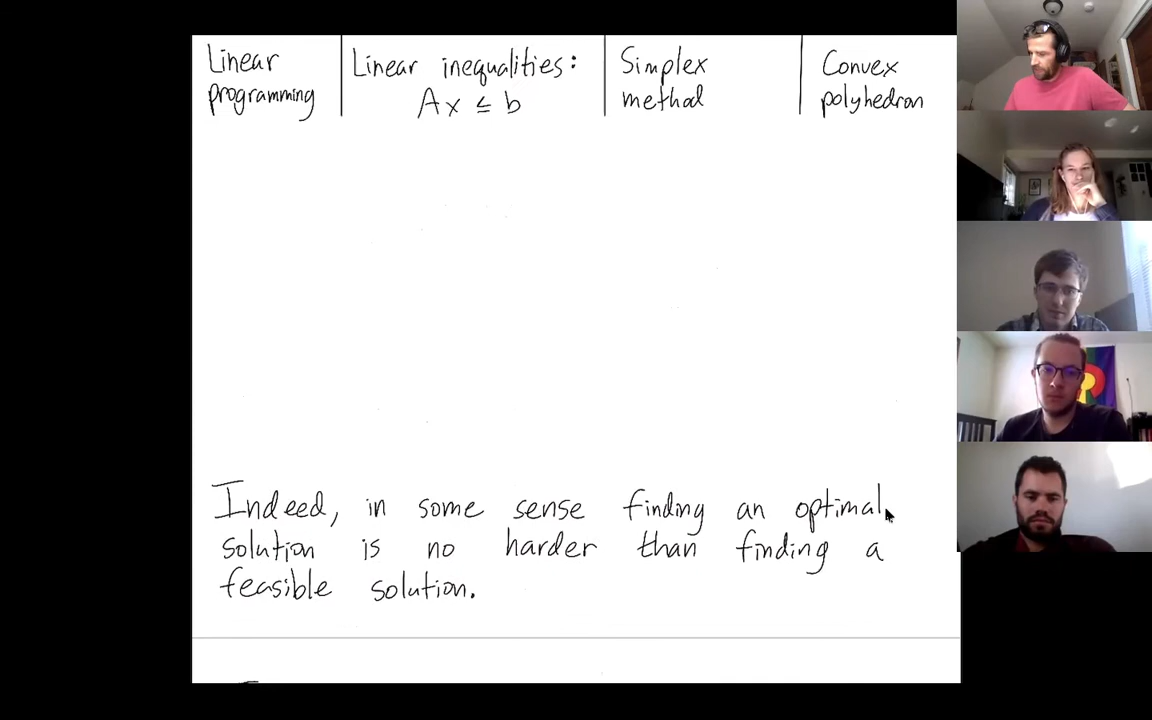 Linear programming | Linear inequalities: Ax ≤ b | Simplex method | Convex polyhedron
Indeed, in some sense finding an optimal
solution is no harder than finding a
feasible solution.